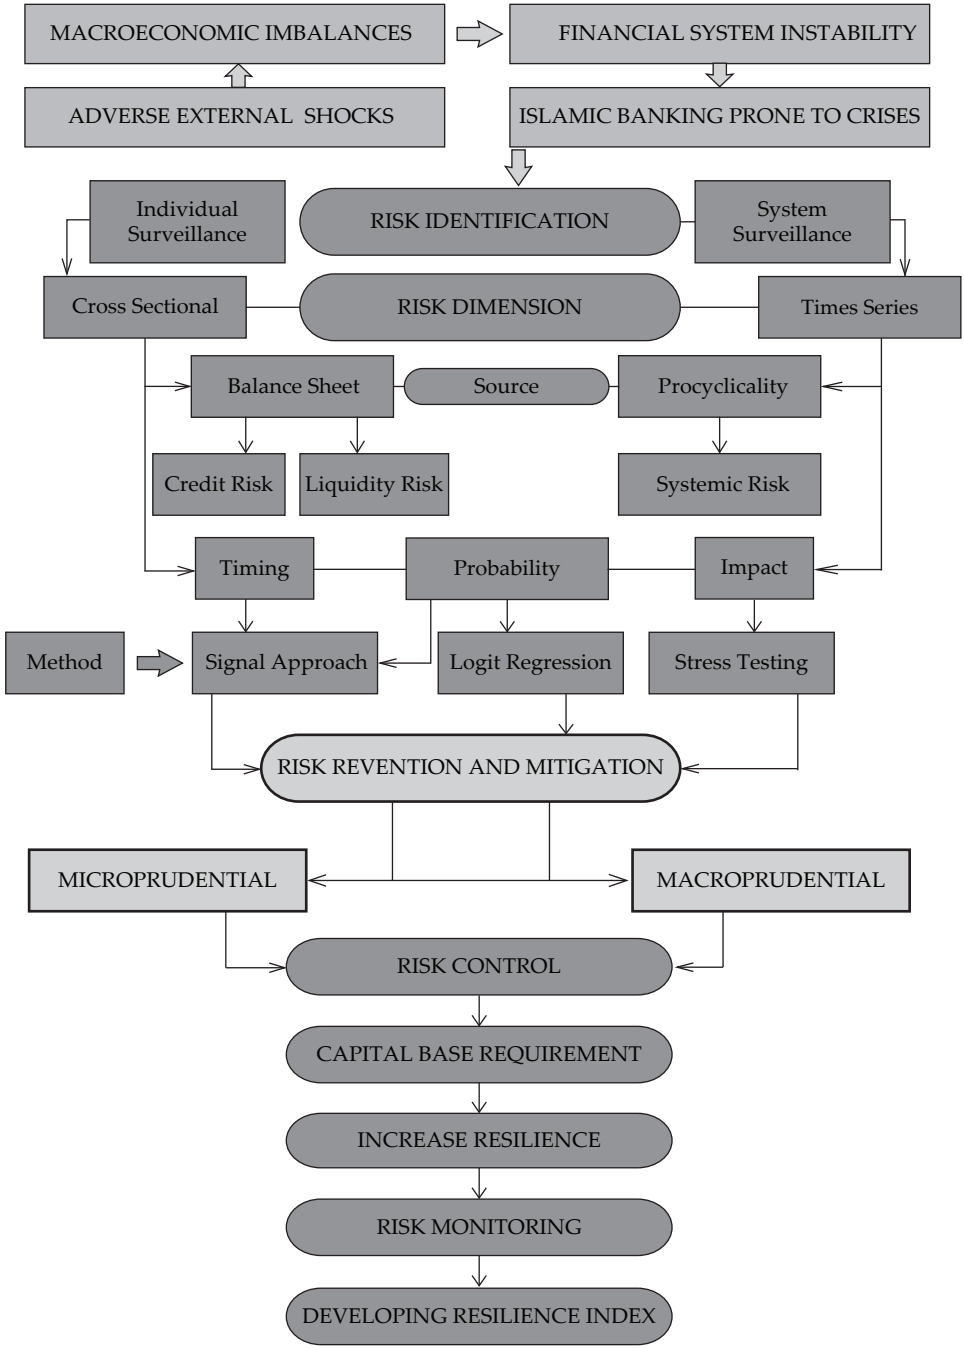 MACROECONOMIC IMBALANCES
FINANCIAL SYSTEM INSTABILITY
ADVERSE EXTERNAL SHOCKS
ISLAMIC BANKING PRONE TO CRISES
Individual
Surveillance
RISK IDENTIFICATION
System
Surveillance
Cross Sectional
RISK DIMENSION
Times Series
Balance Sheet
Source
Procyclicality
Credit Risk
Liquidity Risk
Systemic Risk
Timing
Probability
Impact
Method
Signal Approach
Logit Regression
Stress Testing
RISK REVENTION AND MITIGATION
MICROPRUDENTIAL
MACROPRUDENTIAL
RISK CONTROL
CAPITAL BASE REQUIREMENT
INCREASE RESILIENCE
RISK MONITORING
DEVELOPING RESILIENCE INDEX